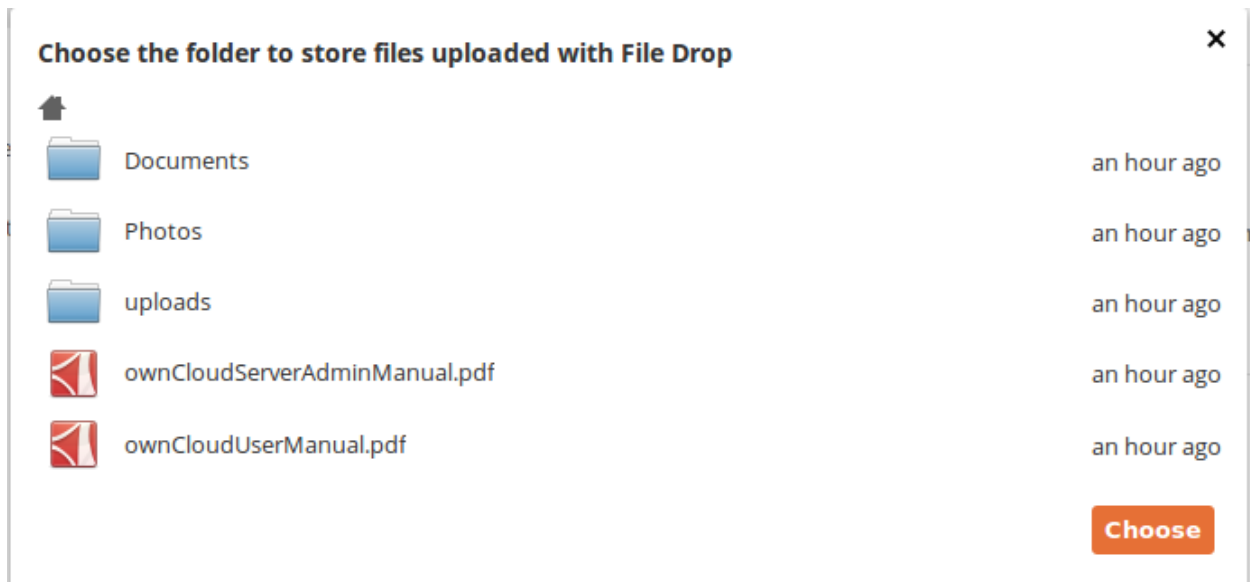 Choose the folder to store files uploaded with File Drop
Documents an hour ago
Photos an hour ago
uploads an hour ago
ownCloudServerAdminManual.pdf an hour ago
ownCloudUserManual.pdf an hour ago
Choose